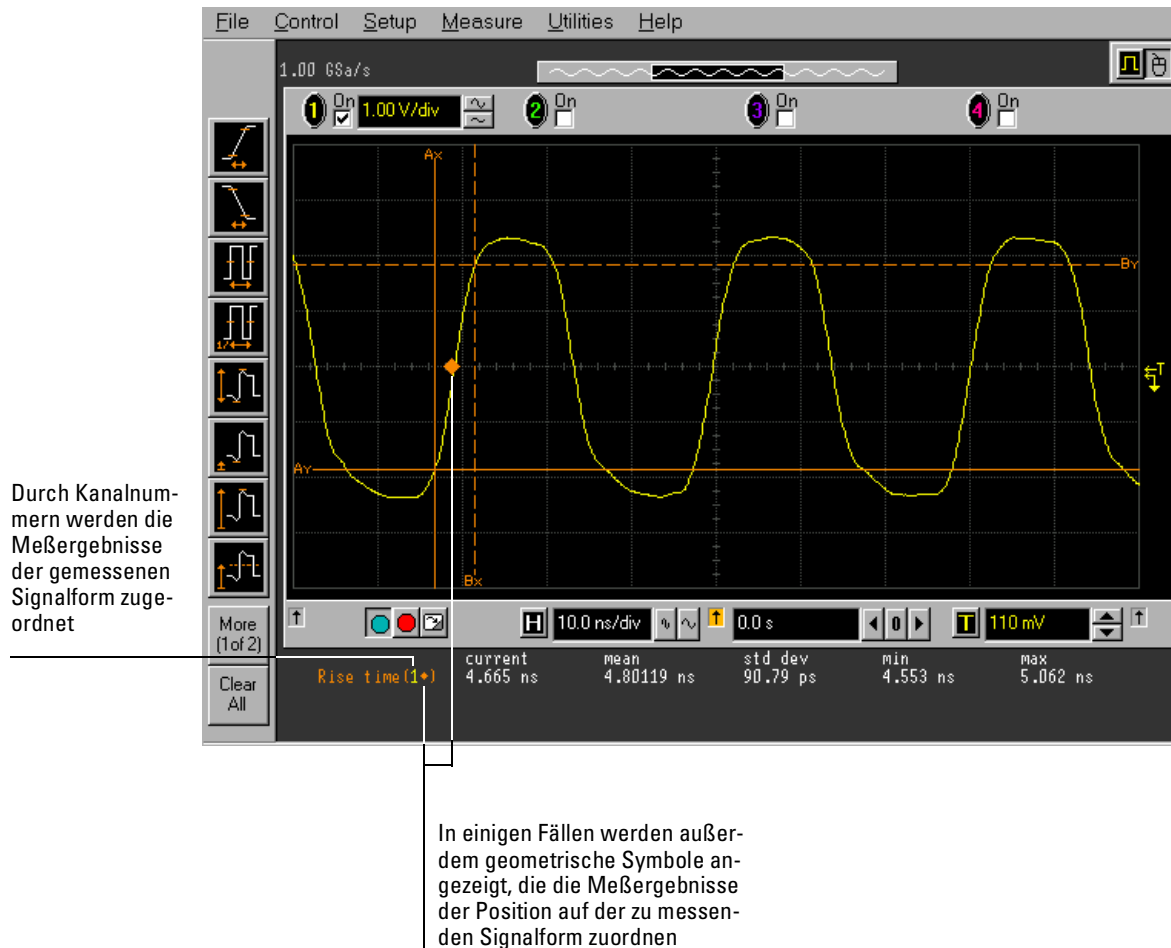 File Control Setup Measure Utilities Help
1.00 GSa/s
1 On 1.00 V/div 2 On 3 On 4 On
Ax
By
T
Ay
Bx
Durch Kanalnum-
mern werden die
Meßergebnisse
der gemessenen
Signalform zuge-
ordnet
1/
More
(1of 2)
Clear
All
H 10.0 ns/div 0.0 s 0 T 110 mV
current mean std dev min max
Rise time(1◆) 4.665 ns 4.80119 ns 90.79 ps 4.553 ns 5.062 ns
In einigen Fällen werden außer-
dem geometrische Symbole an-
gezeigt, die die Meßergebnisse
der Position auf der zu messen-
den Signalform zuordnen